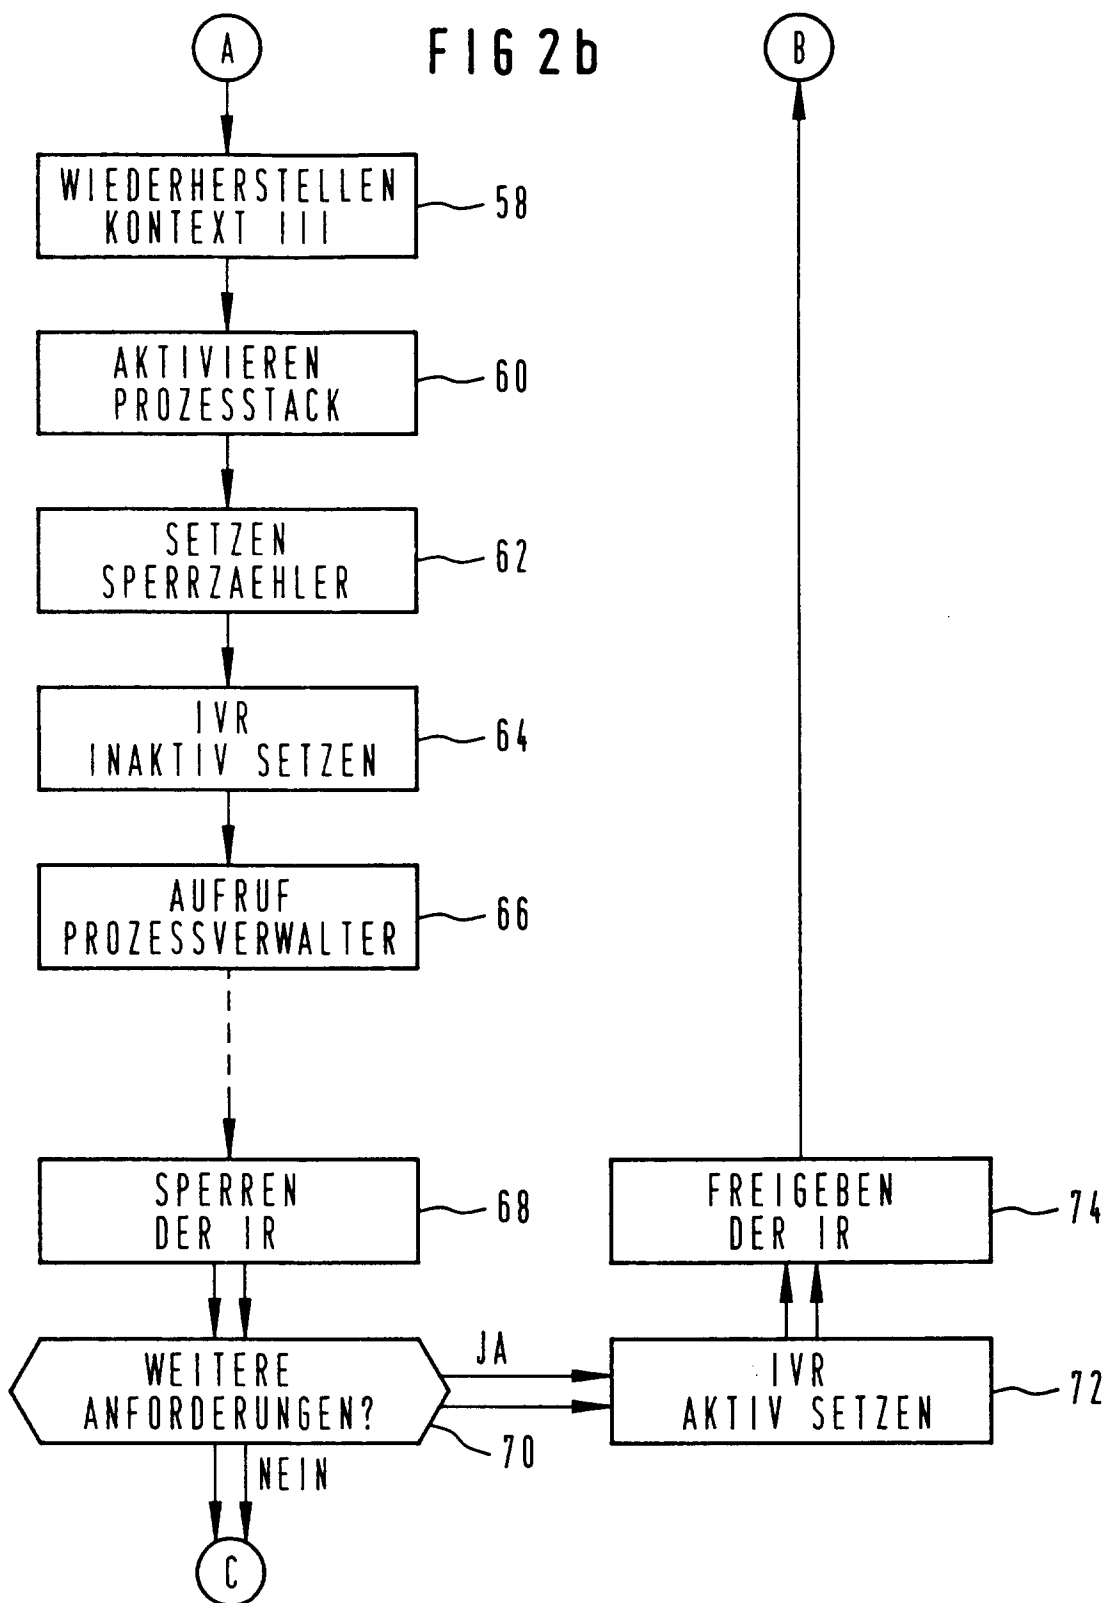 A
FIG 2b
B
WIEDERHERSTELLEN
KONTEXT III
58
AKTIVIEREN
PROZESSTACK
60
SETZEN
SPERRZAEHLER
62
IVR
INAKTIV SETZEN
64
AUFRUF
PROZESSVERWALTER
66
SPERREN
DER IR
68
FREIGEBEN
DER IR
74
WEITERE
ANFORDERUNGEN?
70
JA
IVR
AKTIV SETZEN
72
NEIN
C